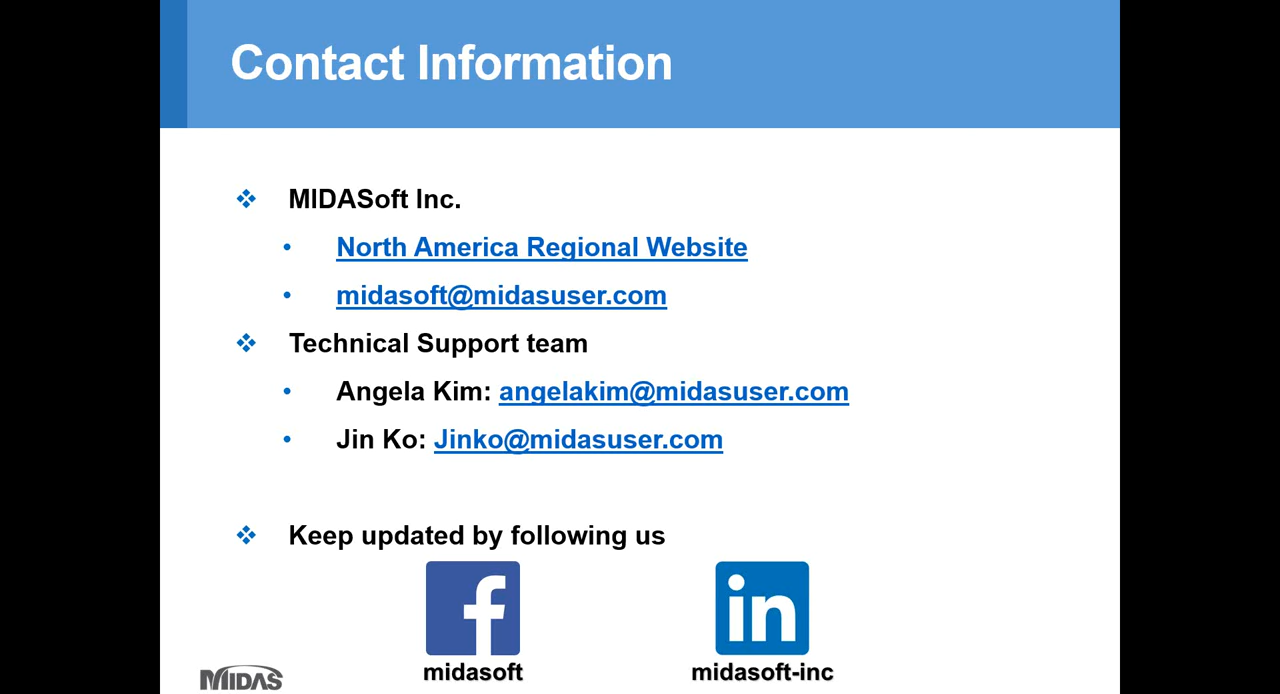 Contact Information
MIDASoft Inc.
North America Regional Website
midasoft@midasuser.com
Technical Support team
Angela Kim: angelakim@midasuser.com
Jin Ko: Jinko@midasuser.com
Keep updated by following us
f
in
midasoft
midasoft-inc
MIDAS